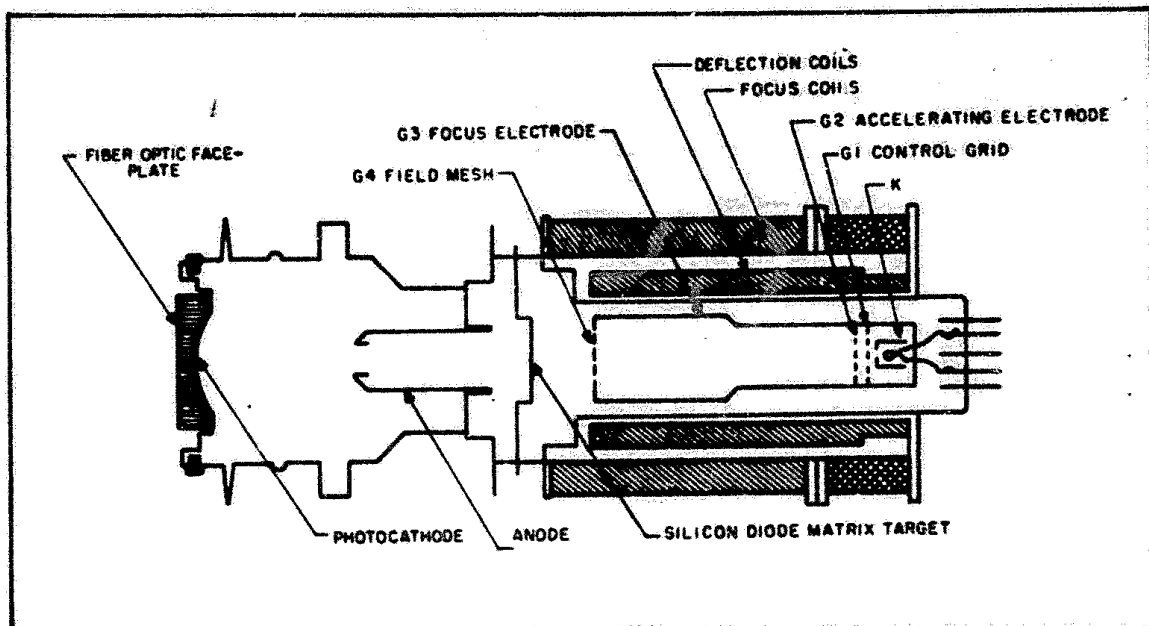 DEFLECTION COILS
FOCUS COILS
G2 ACCELERATING ELECTRODE
G3 FOCUS ELECTRODE
G1 CONTROL GRID
FIBER OPTIC FACE-
PLATE
G4 FIELD MESH
K
PHOTOCATHODE
ANODE
SILICON DIODE MATRIX TARGET